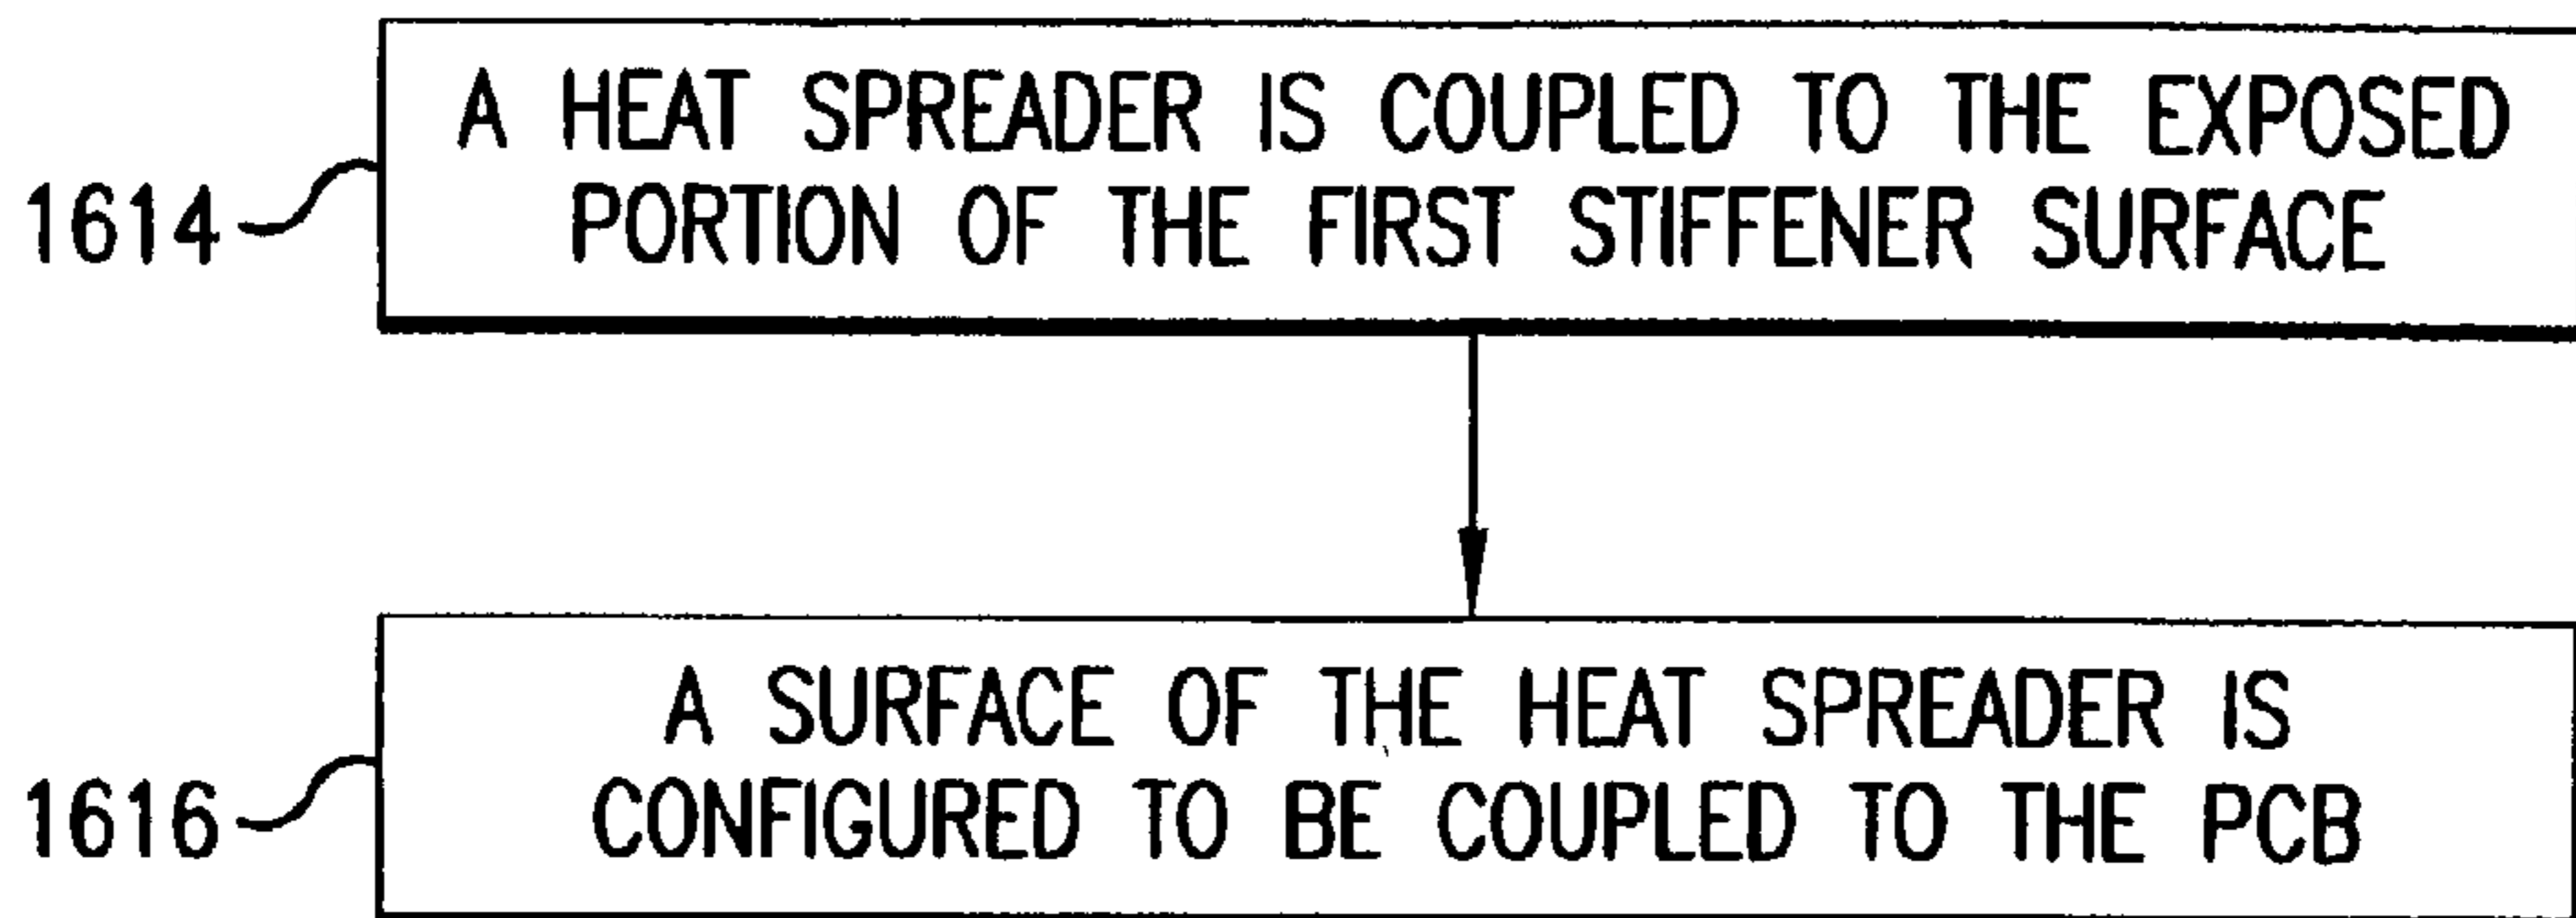 A HEAT SPREADER IS COUPLED TO THE EXPOSED
PORTION OF THE FIRST STIFFENER SURFACE
1614
A SURFACE OF THE HEAT SPREADER IS
CONFIGURED TO BE COUPLED TO THE PCB
1616